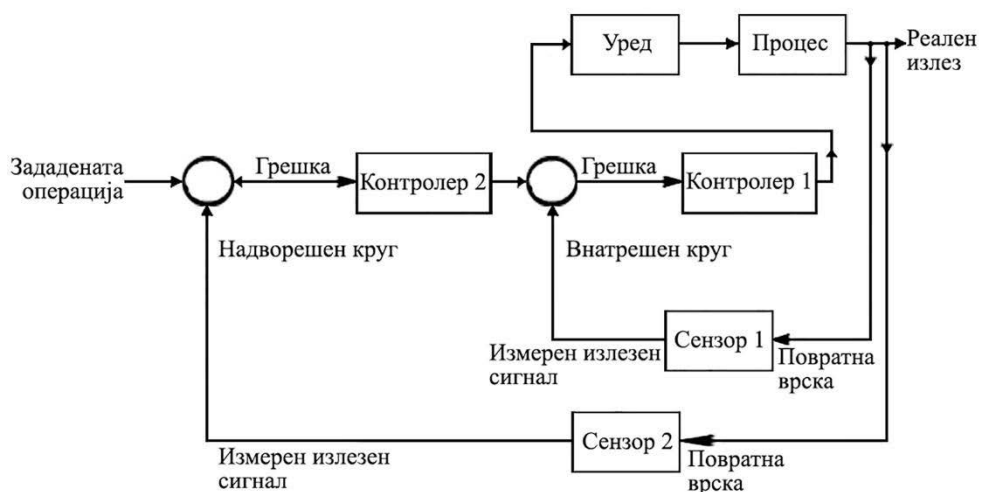 Уред
Процес
Реален
излез
Зададената
операција
Грешка
Контролер 2
Грешка
Контролер 1
Надворешен круг
Внатрешен круг
Сензор 1
Измерен излезен
сигнал
Повратна
врска
Сензор 2
Измерен излезен
сигнал
Повратна
врска